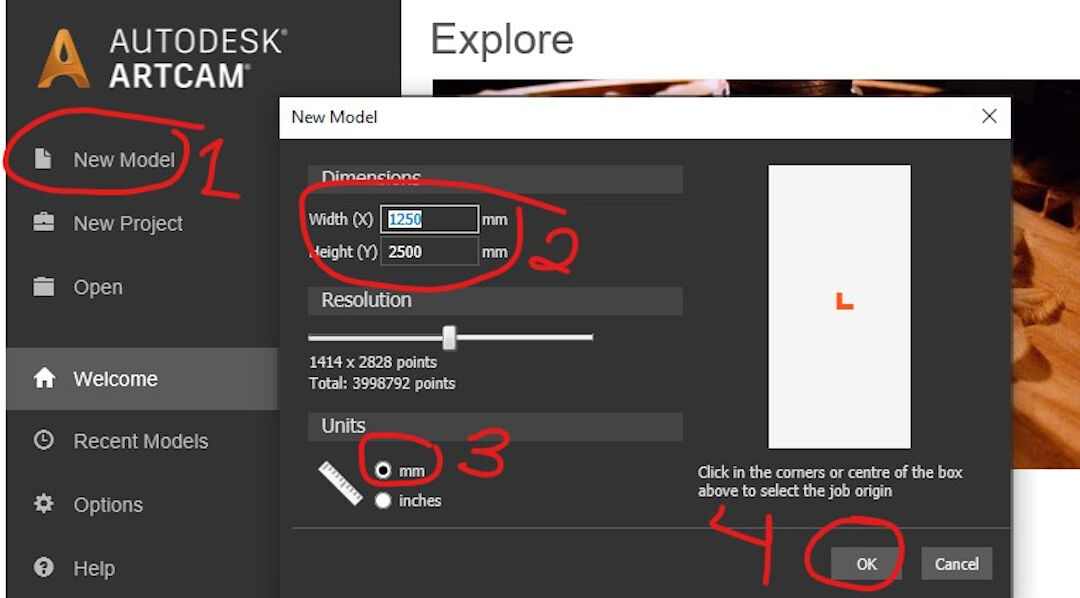 AUTODESK®
ARTCAM®
Explore
New Model 1
New Project
Open
Welcome
Recent Models
Options
Help
New Model
Dimensions
Width (X) 1250 mm
Height (Y) 2500 mm
2
Resolution
1414 x 2828 points
Total: 3998792 points
Units
mm 3
inches
Click in the corners or centre of the box
above to select the job origin
4
OK Cancel